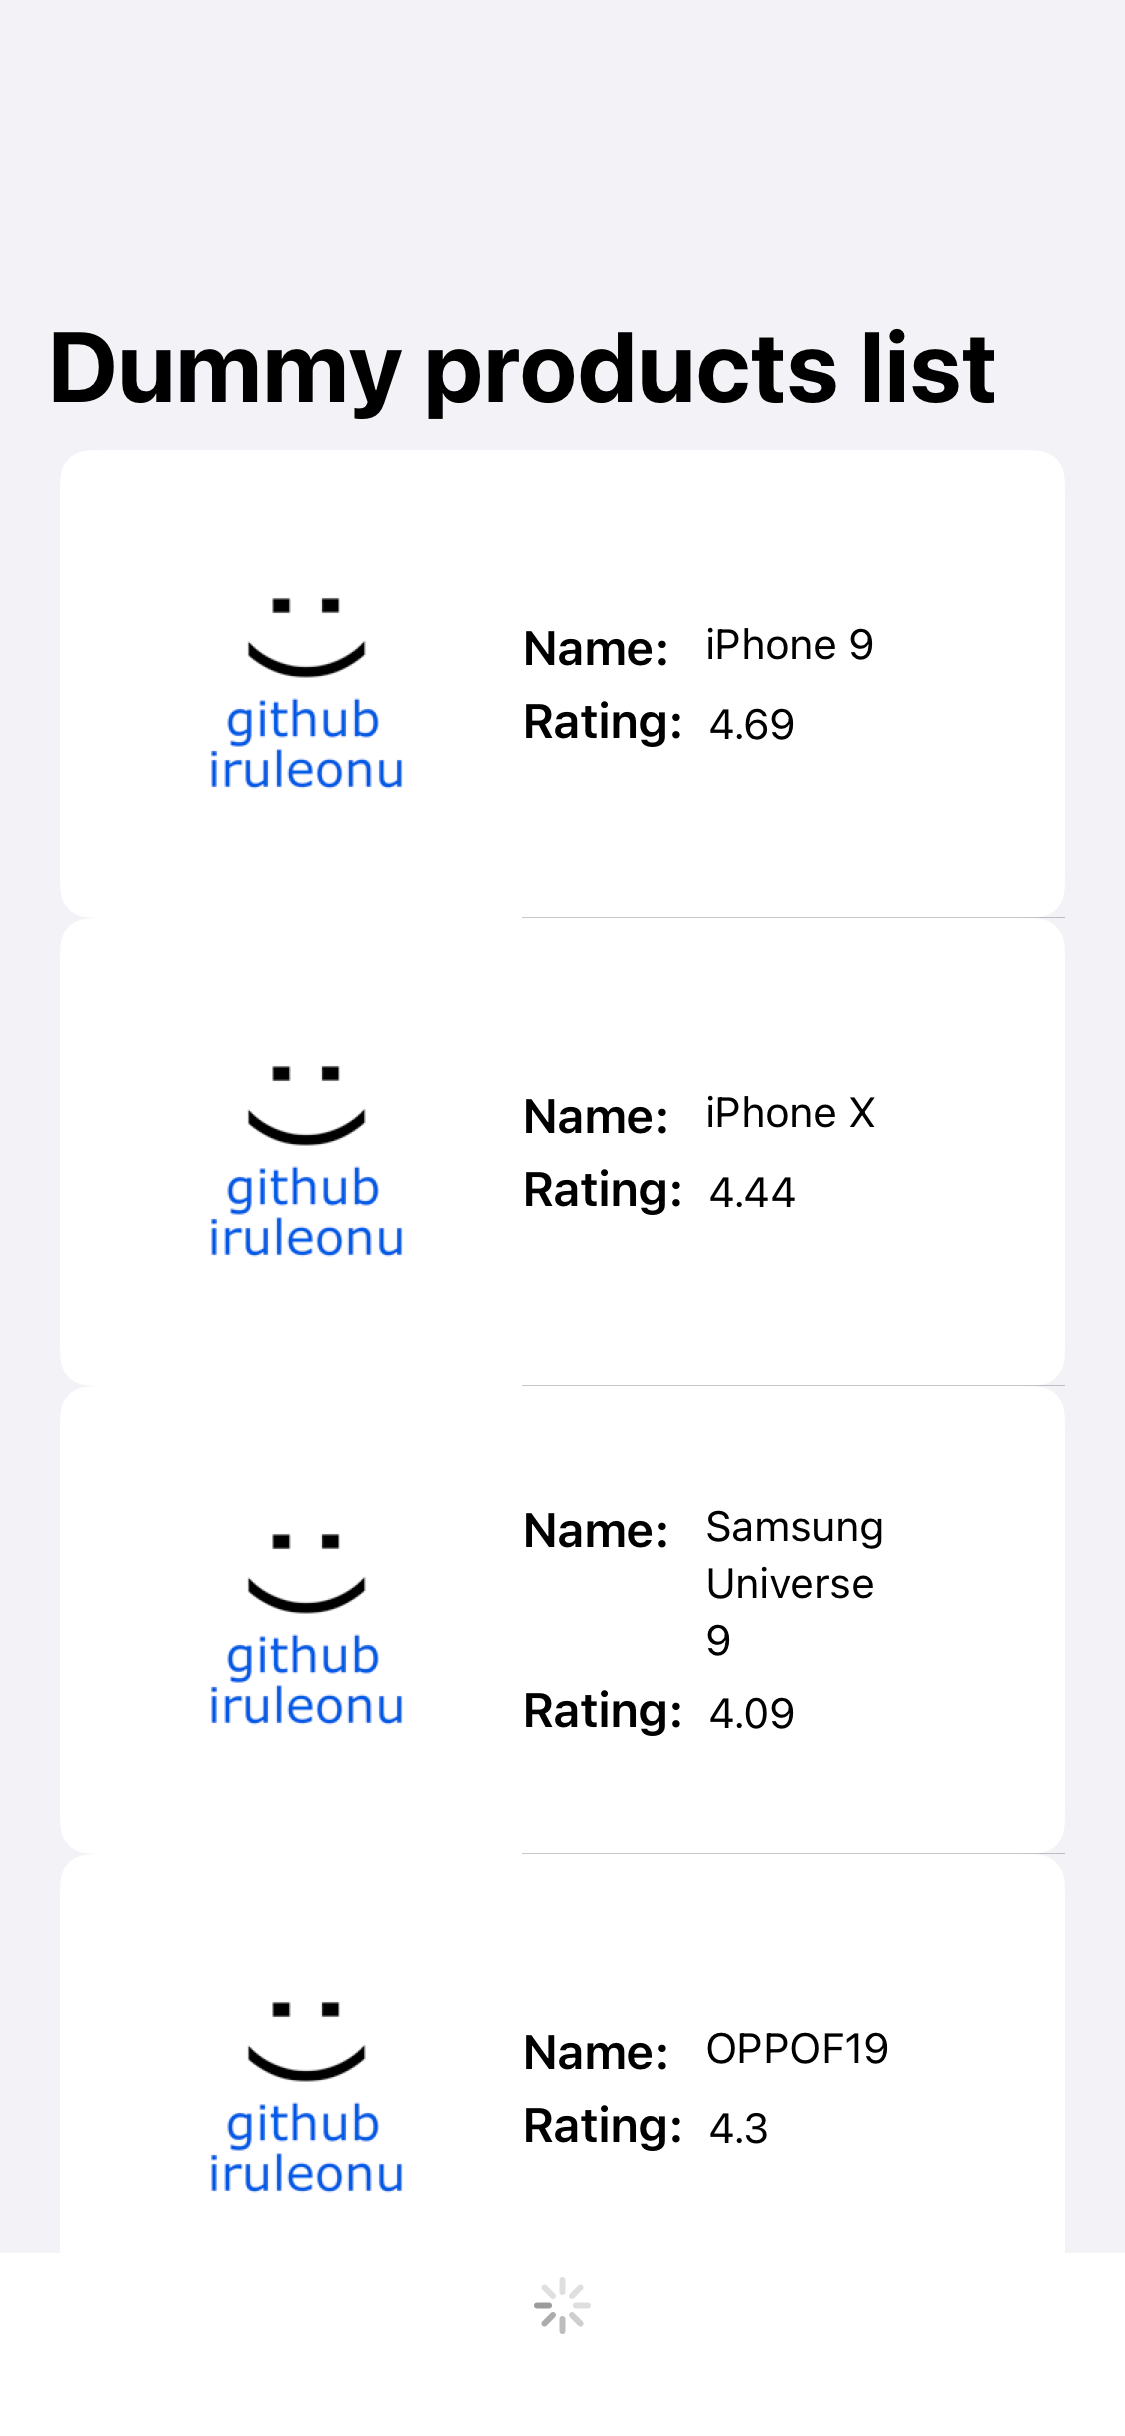 Dummy products list
github
iruleonu
Name: iPhone 9
Rating: 4.69
github
iruleonu
Name: iPhone X
Rating: 4.44
github
iruleonu
Name: Samsung
Universe
9
Rating: 4.09
github
iruleonu
Name: OPPOF19
Rating: 4.3